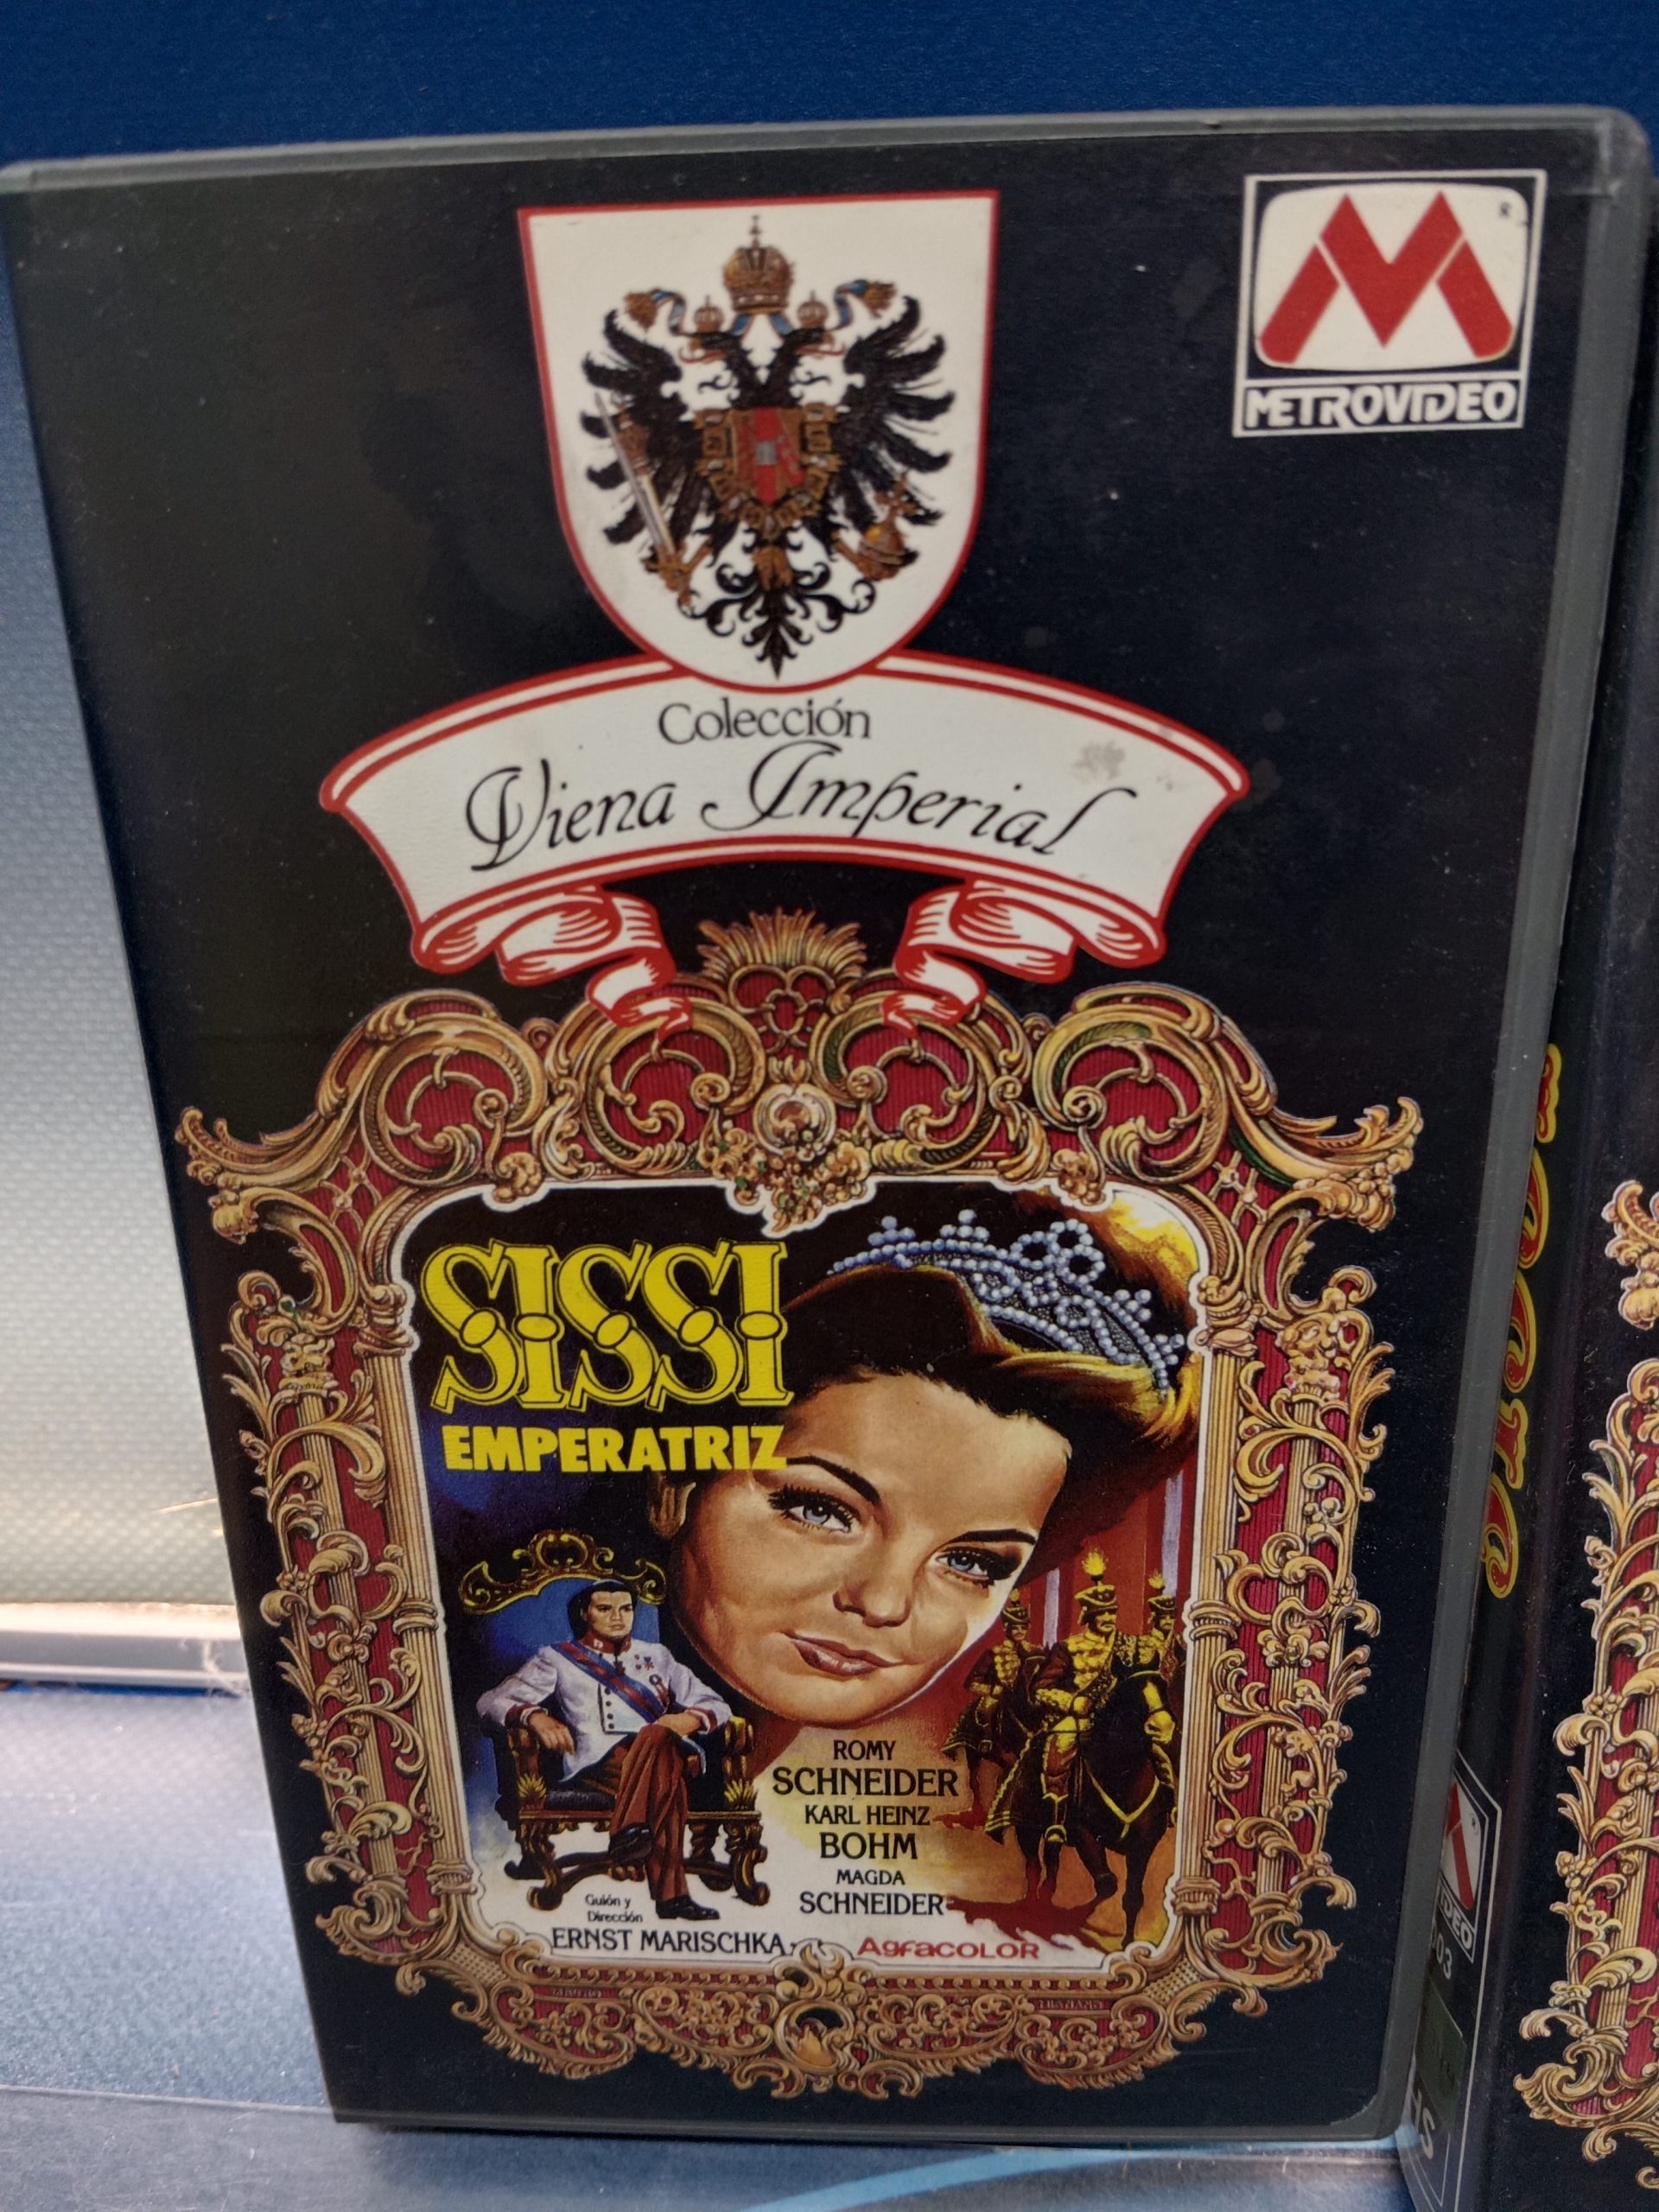 METROVIDEO
Colección
Viena Imperial
SISSI
EMPERATRIZ
ROMY
SCHNEIDER
KARL HEINZ
BOHM
MAGDA
SCHNEIDER
Guión y
Dirección
ERNST MARISCHKA
AGFACOLOR